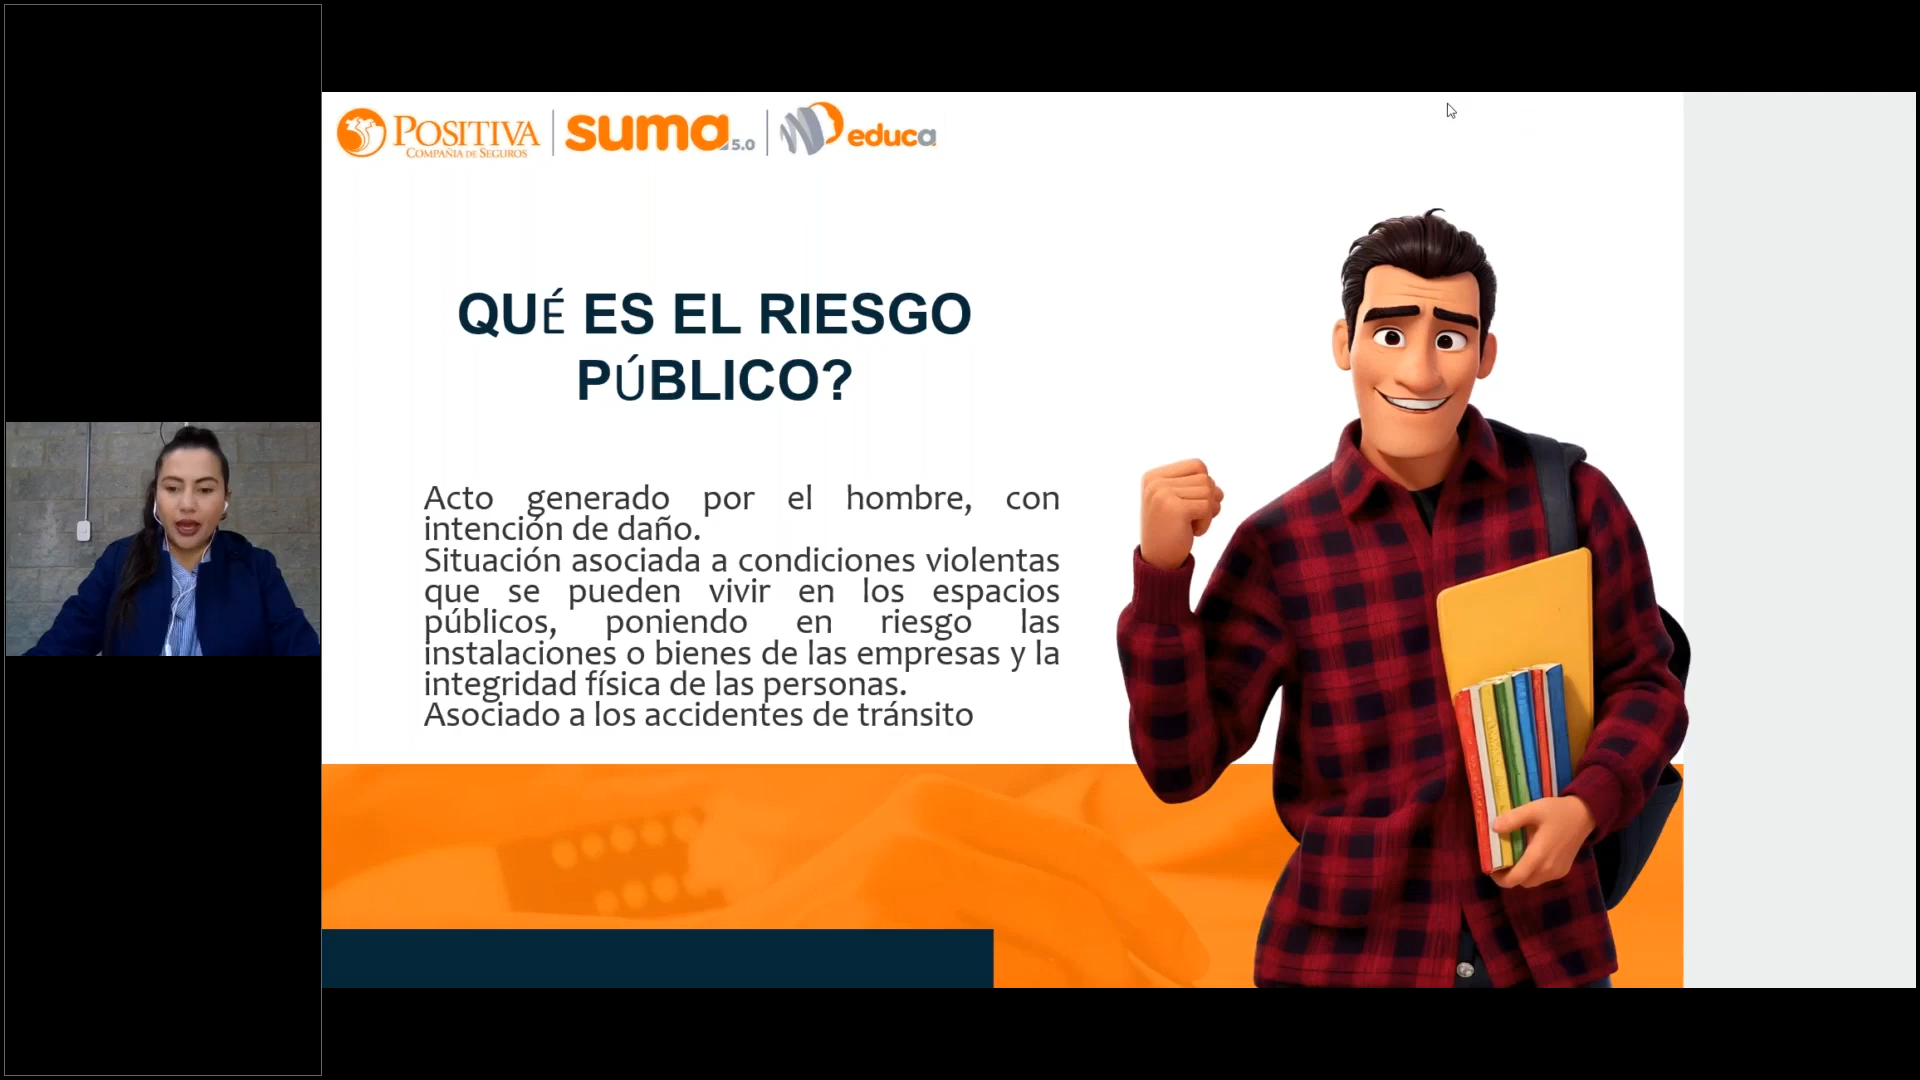 POSITIVA
COMPAÑIA DE SEGUROS
suma 5.0
educa
QUÉ ES EL RIESGO
PÚBLICO?
Acto generado por el hombre, con
intención de daño.
Situación asociada a condiciones violentas
que se pueden vivir en los espacios
públicos, poniendo en riesgo las
instalaciones o bienes de las empresas y la
integridad física de las personas.
Asociado a los accidentes de tránsito